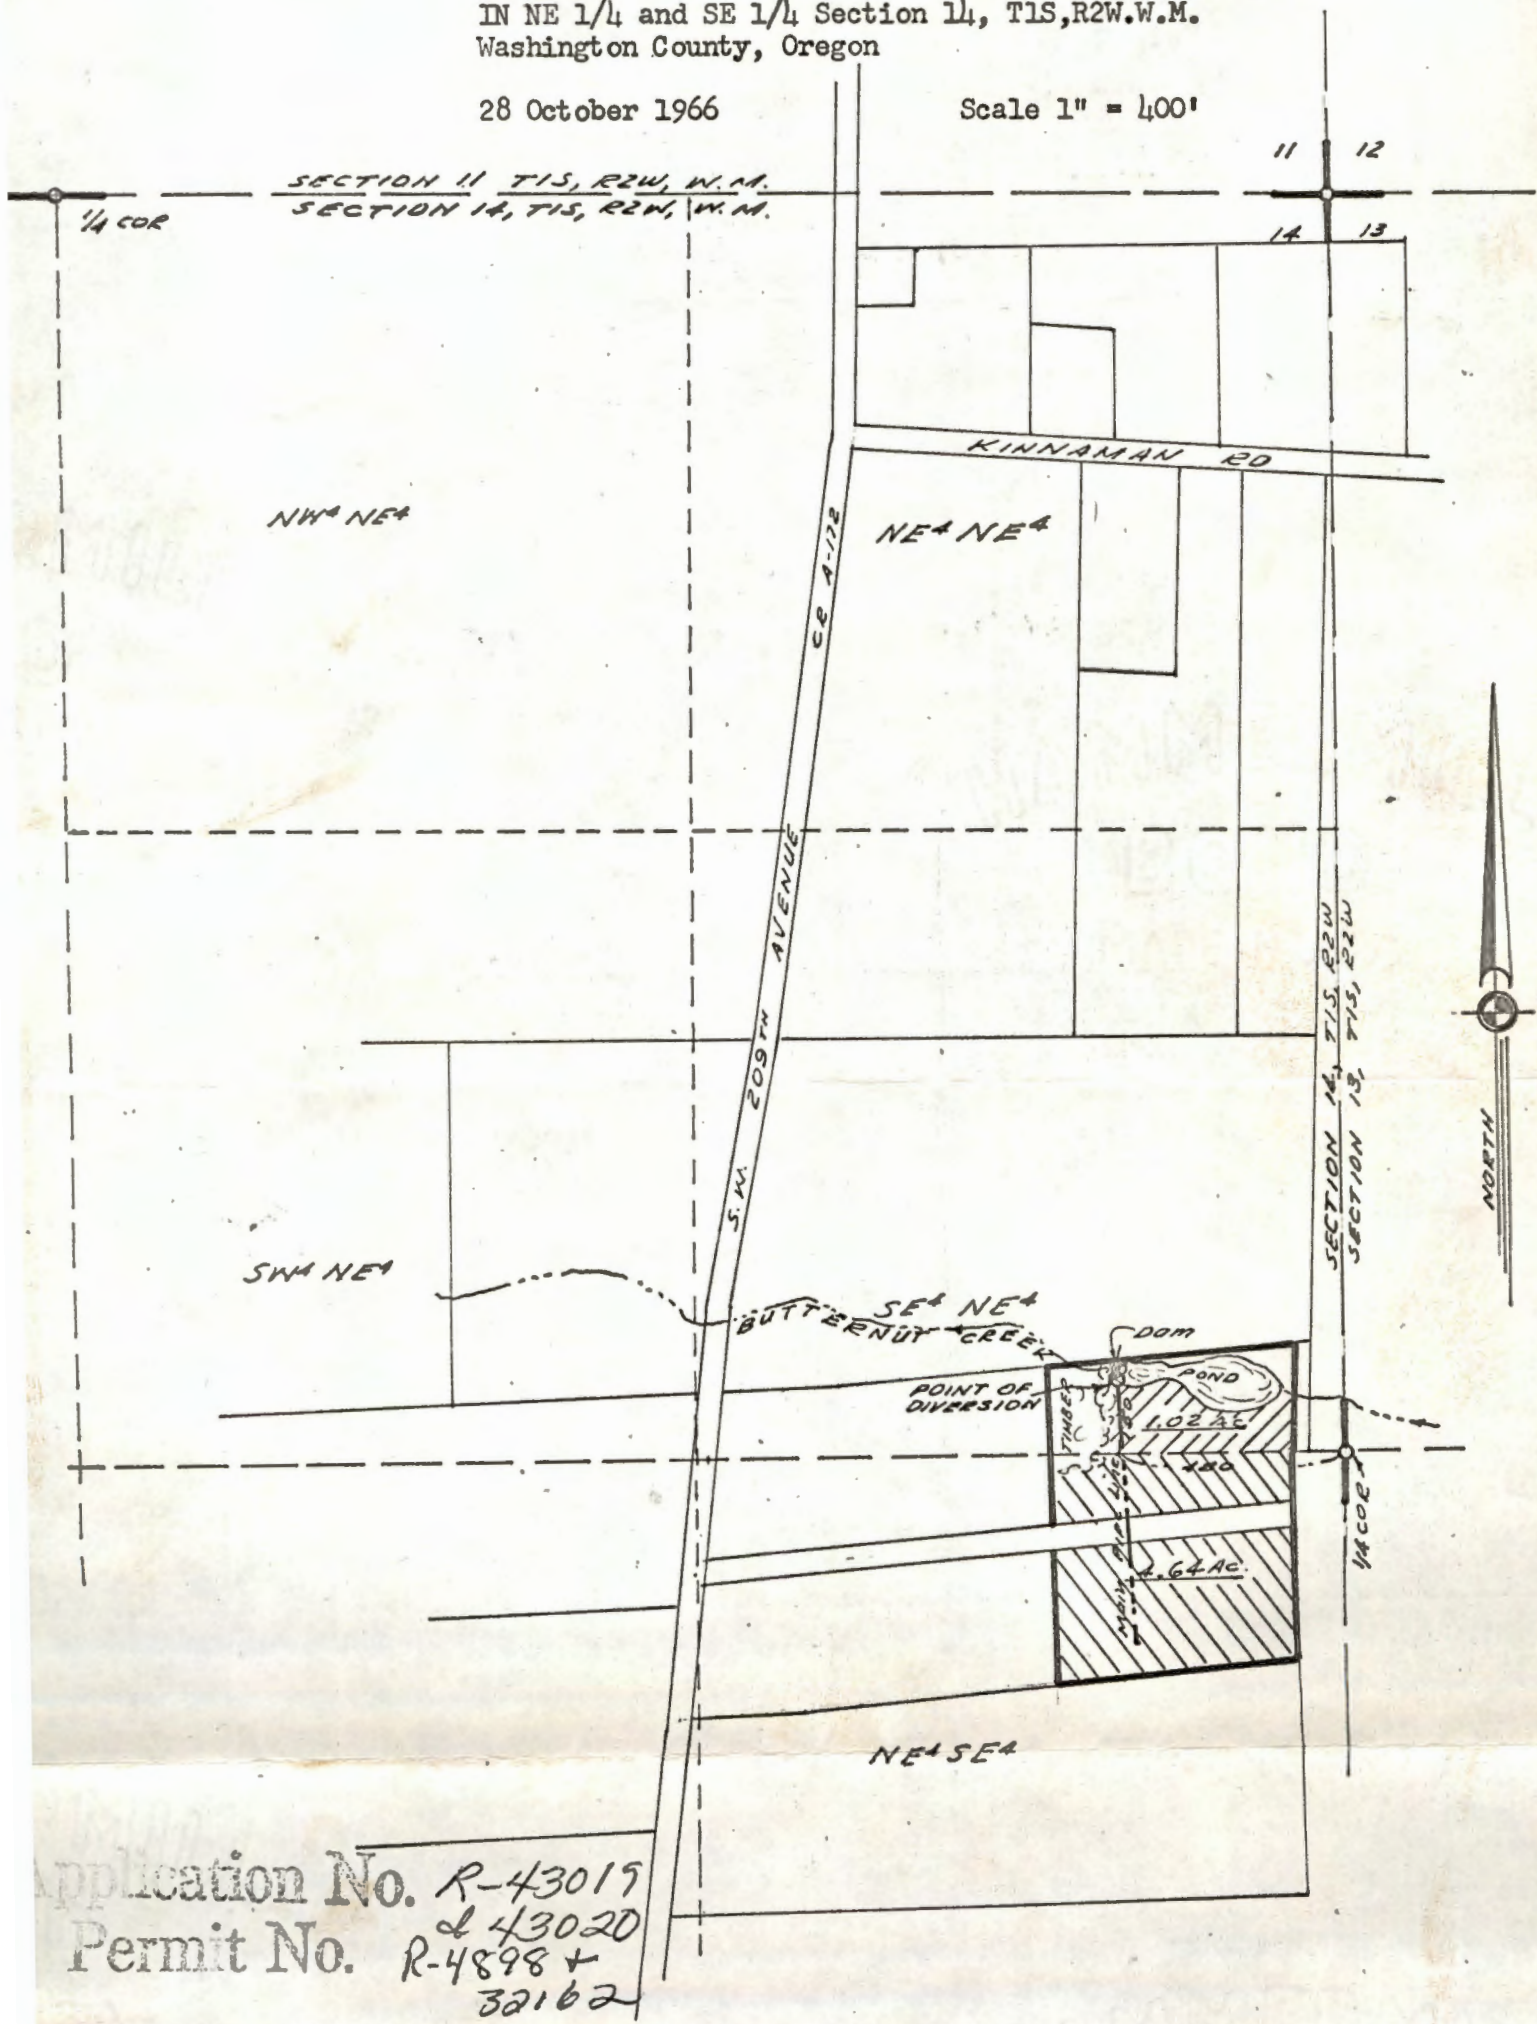 IN NE 1/4 and SE 1/4 Section 14, T1S,R2W.W.M.
Washington County, Oregon
28 October 1966
Scale 1" = 400'
11 12
SECTION 11 T1S, R2W, W.M.
SECTION 14, T1S, R2W, W.M.
1/4 COR
14 13
KINNAMAN RD
NW4 NE4
NE4 NE4
CR A-172
S.W. 209TH AVENUE
SECTION 14, T1S, R2W
SECTION 13, T1S, R2W
NORTH
SW4 NE4
SE4 NE4
BUTTERNUT CREEK
DAM
POND
POINT OF
DIVERSION
TIMBER
1.02 AC
MAIN PIPE LINE
4.64 AC.
1/4 COR
NE4 SE4
Application No. R-43019
& 43020
Permit No. R-4898 +
32162